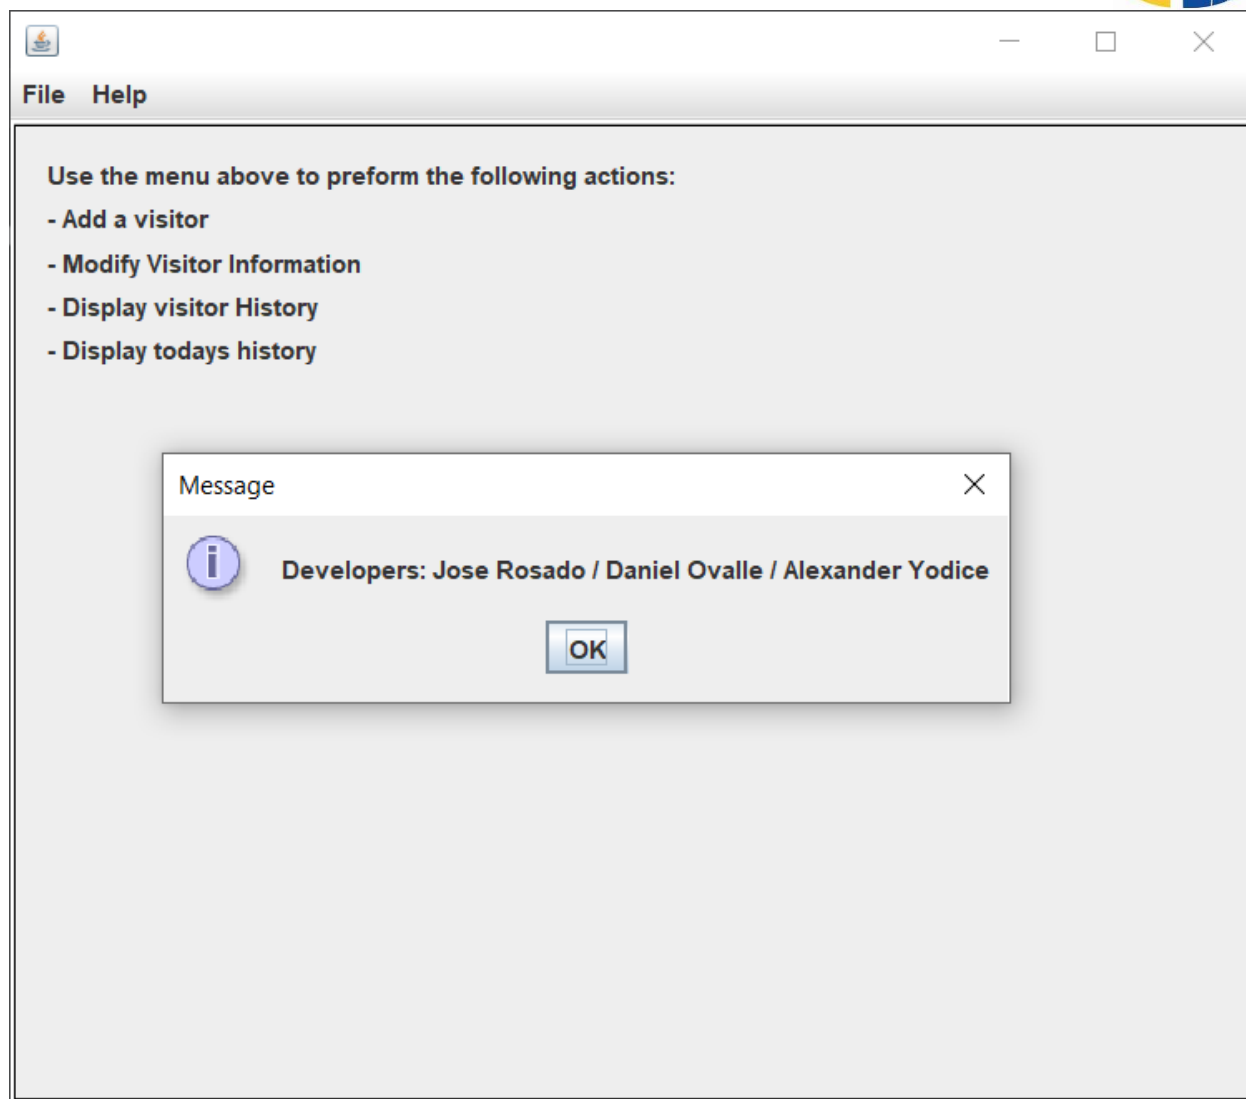 File Help
Use the menu above to preform the following actions:
- Add a visitor
- Modify Visitor Information
- Display visitor History
- Display todays history
Message
i
Developers: Jose Rosado / Daniel Ovalle / Alexander Yodice
OK